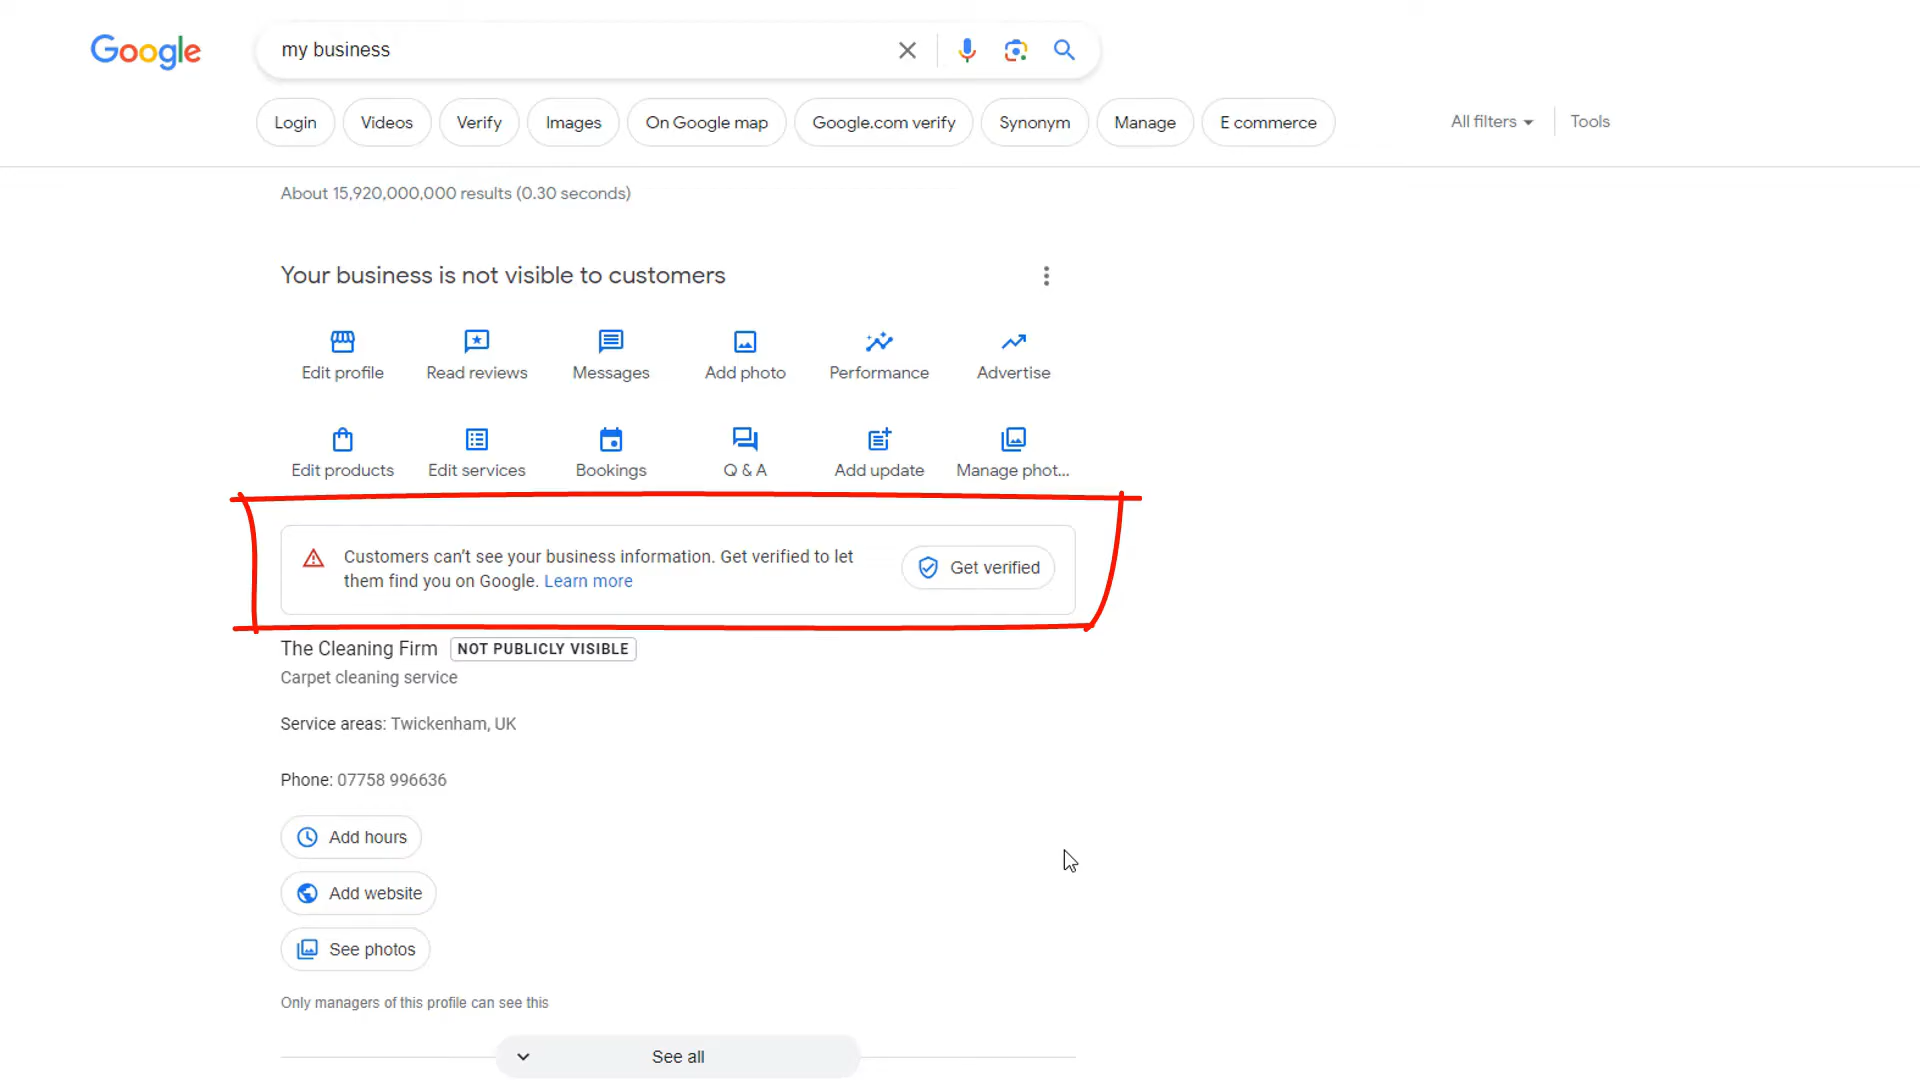 Google
my business
Login
Videos
Verify
Images
On Google map
Google.com verify
Synonym
Manage
E commerce
All filters
Tools
About 15,920,000,000 results (0.30 seconds)
Your business is not visible to customers
Edit profile
Read reviews
Messages
Add photo
Performance
Advertise
Edit products
Edit services
Bookings
Q & A
Add update
Manage phot...
Customers can't see your business information. Get verified to let
them find you on Google. Learn more
Get verified
The Cleaning Firm NOT PUBLICLY VISIBLE
Carpet cleaning service
Service areas: Twickenham, UK
Phone: 07758 996636
Add hours
Add website
See photos
Only managers of this profile can see this
See all